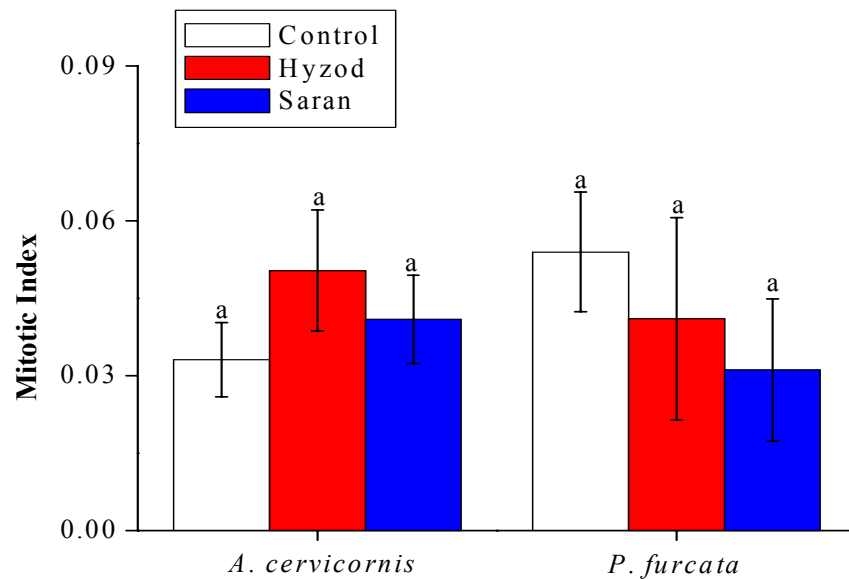 Control
Hyzod
Saran
0.09
0.06
0.03
0.00
Mitotic Index
a a a a a a
A. cervicornis P. furcata